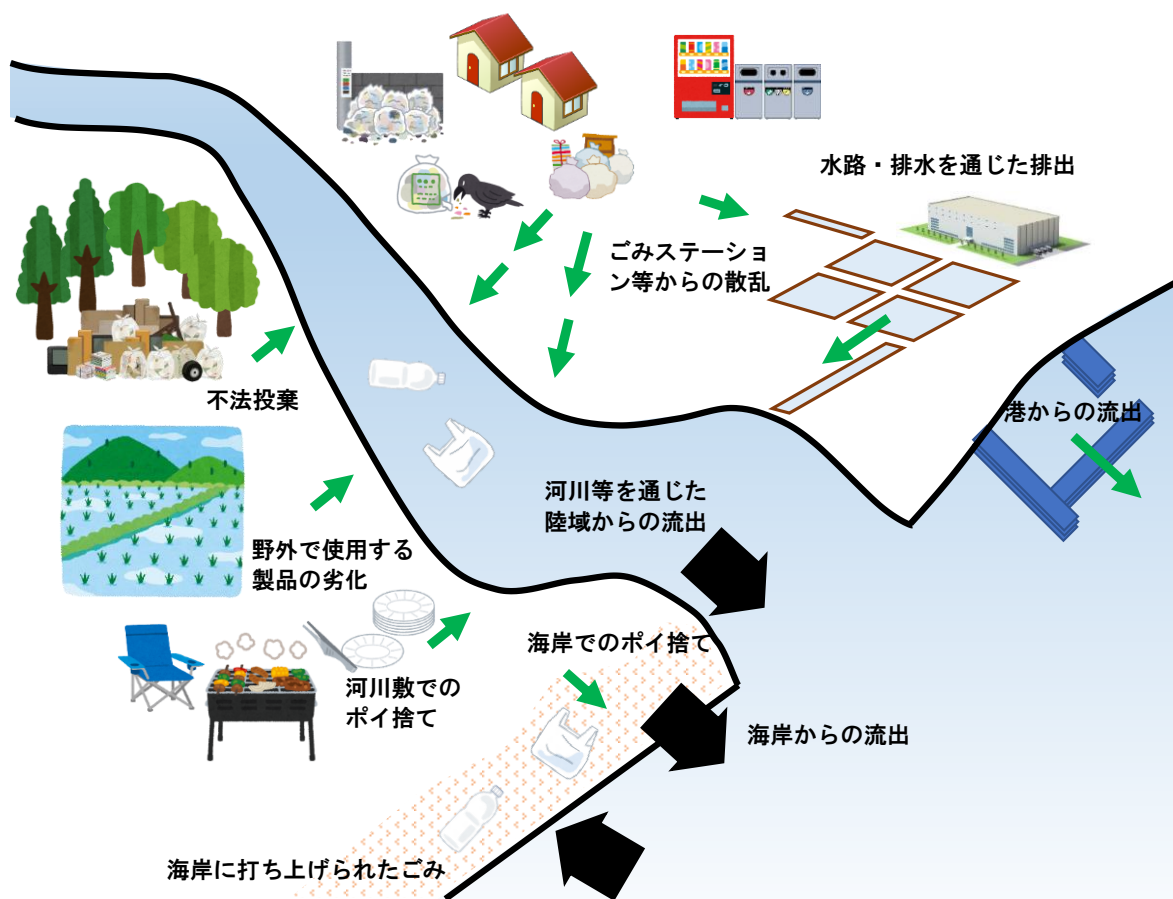 水路・排水を通じた排出
ごみステーショ
ン等からの散乱
不法投棄
港からの流出
河川等を通じた
陸域からの流出
野外で使用する
製品の劣化
海岸でのポイ捨て
河川敷での
ポイ捨て
海岸からの流出
海岸に打ち上げられたごみ